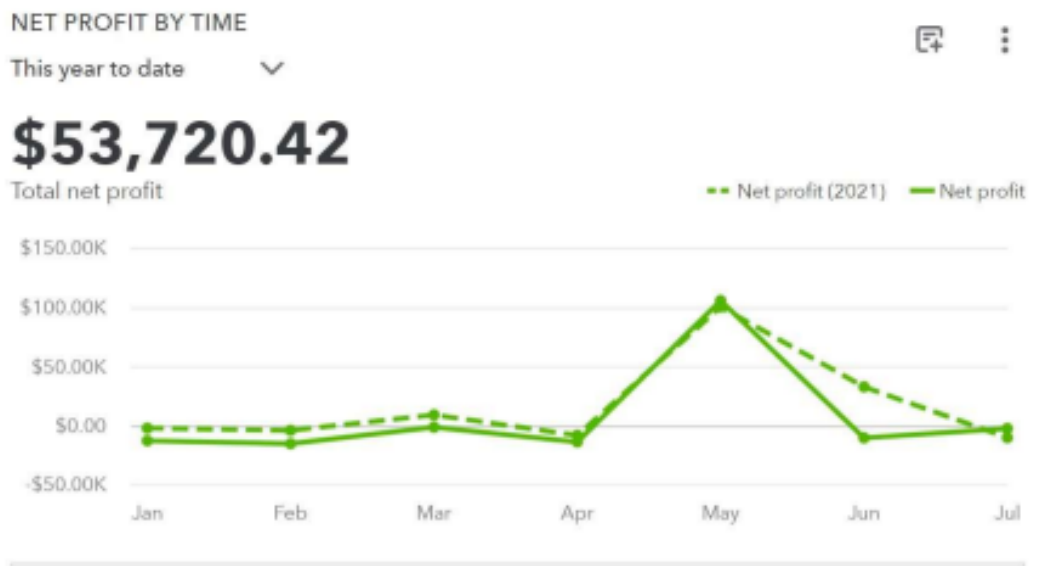 NET PROFIT BY TIME
This year to date
$53,720.42
Total net profit
Net profit (2021) Net profit
$150.00K
$100.00K
$50.00K
$0.00
-$50.00K
Jan Feb Mar Apr May Jun Jul